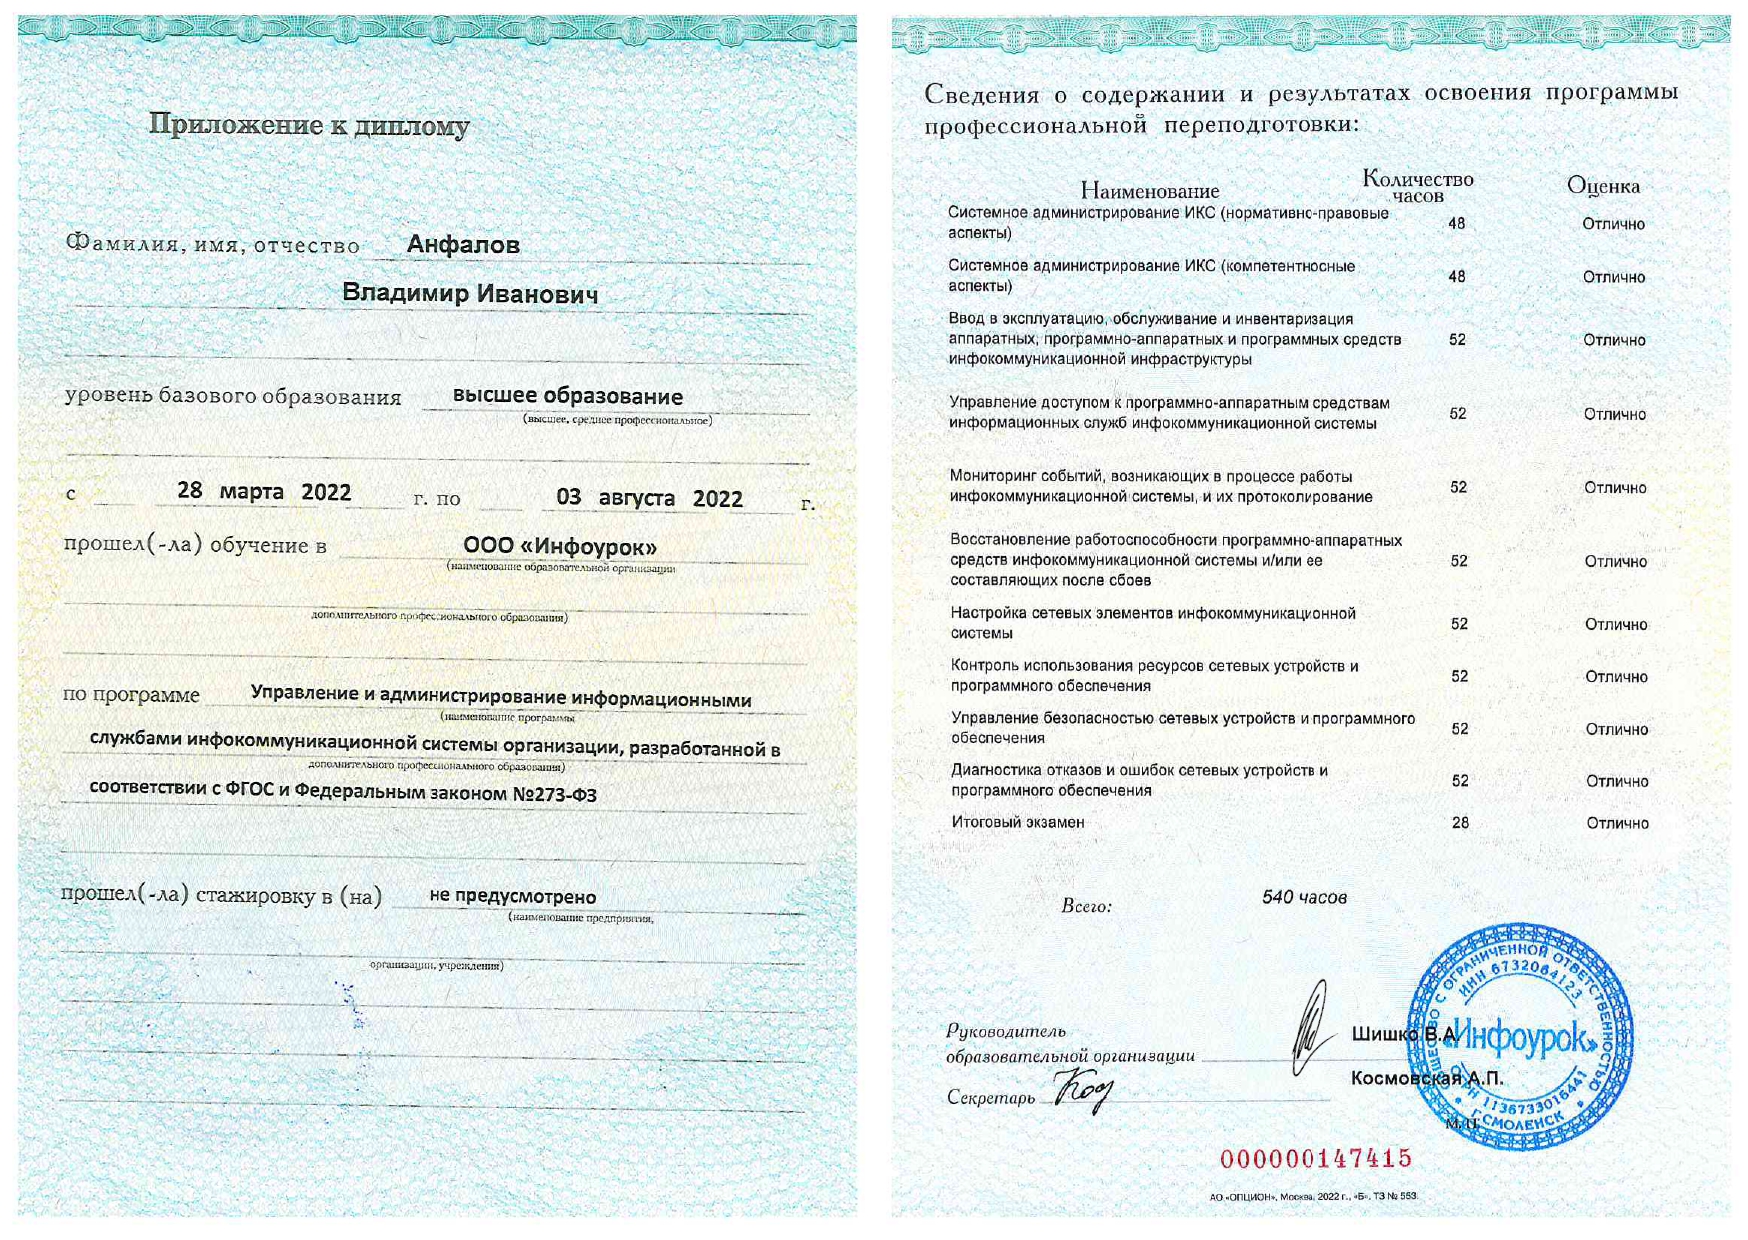 Приложение к диплому
Фамилия, имя, отчество Анфалов
Владимир Иванович
уровень базового образования высшее образование
(высшее, среднее профессиональное)
с 28 марта 2022 г. по 03 августа 2022 г.
прошел(-ла) обучение в ООО «Инфоурок»
(наименование образовательной организации
дополнительного профессионального образования)
по программе Управление и администрирование информационными
(наименование программы
службами инфокоммуникационной системы организации, разработанной в
дополнительного профессионального образования)
соответствии с ФГОС и Федеральным законом №273-ФЗ
прошел(-ла) стажировку в (на) не предусмотрено
(наименование предприятия,
организации, учреждения)
Сведения о содержании и результатах освоения программы
профессиональной переподготовки:
Наименование Количество часов Оценка
Системное администрирование ИКС (нормативно-правовые
аспекты) 48 Отлично
Системное администрирование ИКС (компетентносные
аспекты) 48 Отлично
Ввод в эксплуатацию, обслуживание и инвентаризация
аппаратных, программно-аппаратных и программных средств 52 Отлично
инфокоммуникационной инфраструктуры
Управление доступом к программно-аппаратным средствам
информационных служб инфокоммуникационной системы 52 Отлично
Мониторинг событий, возникающих в процессе работы
инфокоммуникационной системы, и их протоколирование 52 Отлично
Восстановление работоспособности программно-аппаратных
средств инфокоммуникационной системы и/или ее 52 Отлично
составляющих после сбоев
Настройка сетевых элементов инфокоммуникационной
системы 52 Отлично
Контроль использования ресурсов сетевых устройств и
программного обеспечения 52 Отлично
Управление безопасностью сетевых устройств и программного
обеспечения 52 Отлично
Диагностика отказов и ошибок сетевых устройств и
программного обеспечения 52 Отлично
Итоговый экзамен 28 Отлично
Всего: 540 часов
Руководитель
образовательной организации Шишко В.А.
Секретарь Космовская А.П.
М.П.
ОБЩЕСТВО С ОГРАНИЧЕННОЙ ОТВЕТСТВЕННОСТЬЮ
ИНН 6732064123
«Инфоурок»
ОГРН 1136733016441
Г.СМОЛЕНСК
000000147415
АО «ОПЦИОН», Москва, 2022 г., «Б», ТЗ № 553.